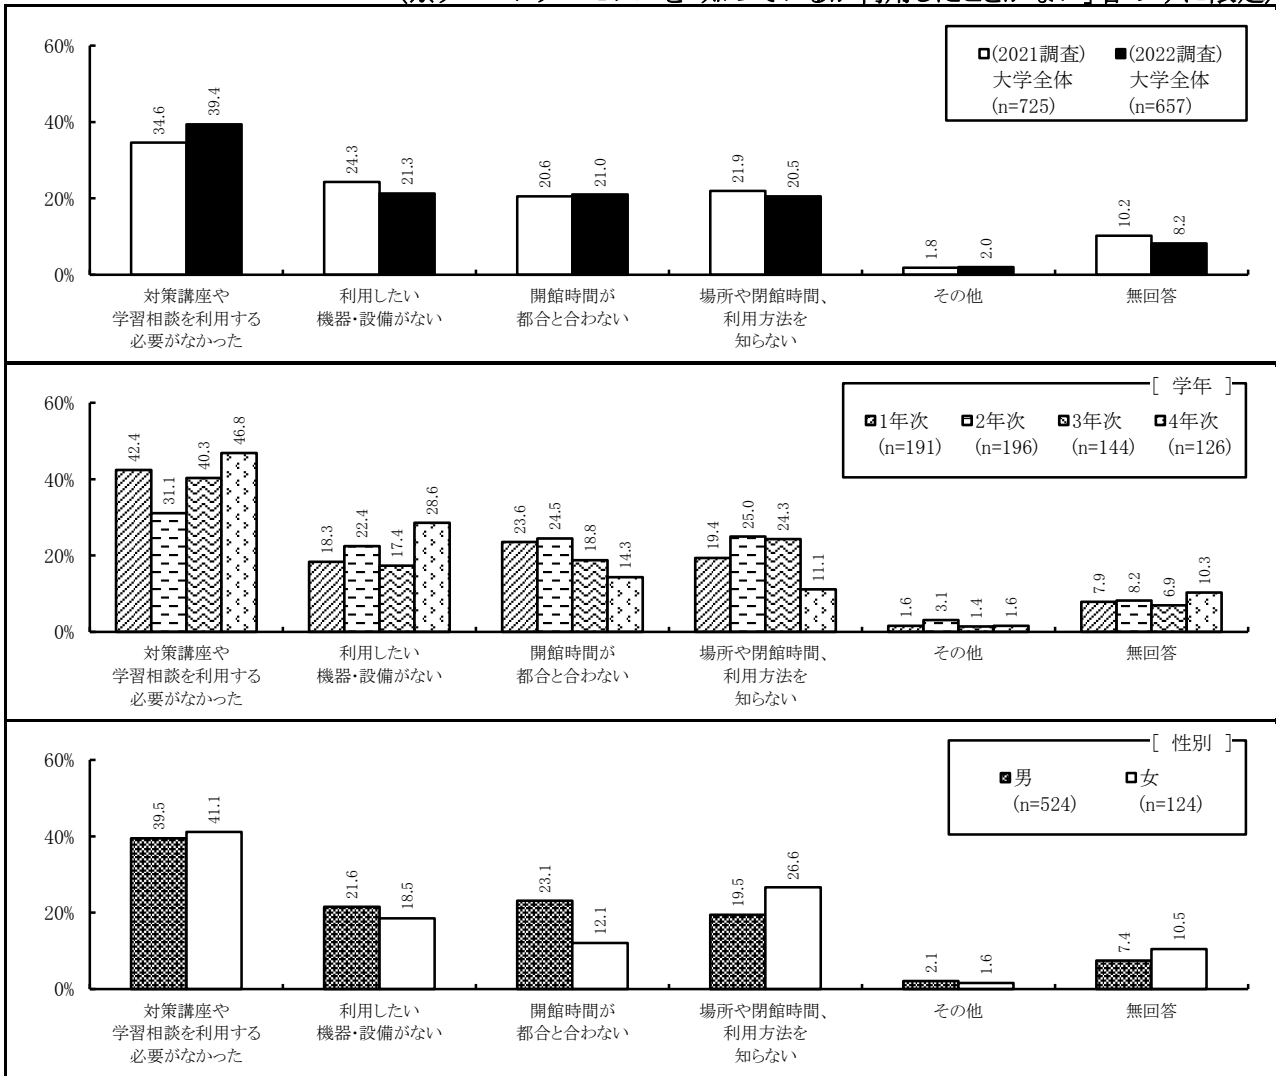 60%
40%
20%
0%
□(2021調査) ■(2022調査)
大学全体 大学全体
(n=725) (n=657)
34.6 39.4 24.3 21.3 20.6 21.0 21.9 20.5 1.8 2.0 10.2 8.2
対策講座や 利用したい 開館時間が 場所や閉館時間、 その他 無回答
学習相談を利用する 機器・設備がない 都合と合わない 利用方法を
必要がなかった 知らない
[ 学年 ]
1年次 2年次 3年次 4年次
(n=191) (n=196) (n=144) (n=126)
60%
40%
20%
0%
42.4 31.1 40.3 46.8 18.3 22.4 17.4 28.6 23.6 24.5 18.8 14.3 19.4 25.0 24.3 11.1 1.6 3.1 1.4 1.6 7.9 8.2 6.9 10.3
対策講座や 利用したい 開館時間が 場所や閉館時間、 その他 無回答
学習相談を利用する 機器・設備がない 都合と合わない 利用方法を
必要がなかった 知らない
[ 性別 ]
男 女
(n=524) (n=124)
60%
40%
20%
0%
39.5 41.1 21.6 18.5 23.1 12.1 19.5 26.6 2.1 1.6 7.4 10.5
対策講座や 利用したい 開館時間が 場所や閉館時間、 その他 無回答
学習相談を利用する 機器・設備がない 都合と合わない 利用方法を
必要がなかった 知らない